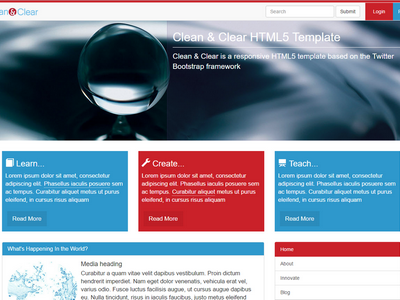 ean&Clear
Search
Submit
Login
Clean & Clear HTML5 Template
Clean & Clear is a responsive HTML5 template based on the Twitter
Bootstrap framework
Learn...
Lorem ipsum dolor sit amet, consectetur
adipiscing elit. Phasellus iaculis posuere sem
ac tempus. Curabitur aliquet metus ut purus
eleifend, in cursus risus aliquam
Read More
Create...
Lorem ipsum dolor sit amet, consectetur
adipiscing elit. Phasellus iaculis posuere sem
ac tempus. Curabitur aliquet metus ut purus
eleifend, in cursus risus aliquam
Read More
Teach...
Lorem ipsum dolor sit amet, consectetur
adipiscing elit. Phasellus iaculis posuere sem
ac tempus. Curabitur aliquet metus ut purus
eleifend, in cursus risus aliquam
Read More
What's Happening In the World?
Media heading
Curabitur a quam vitae velit dapibus vestibulum. Proin dictum
hendrerit imperdiet. Nam eget dolor venenatis, viverra erat vel,
odio. Fusce luctus facilisis augue, ut cursus augue dapibus
ut. Nulla tincidunt, risus in iaculis faucibus, justo metus eleifend
Home
About
Innovate
Blog